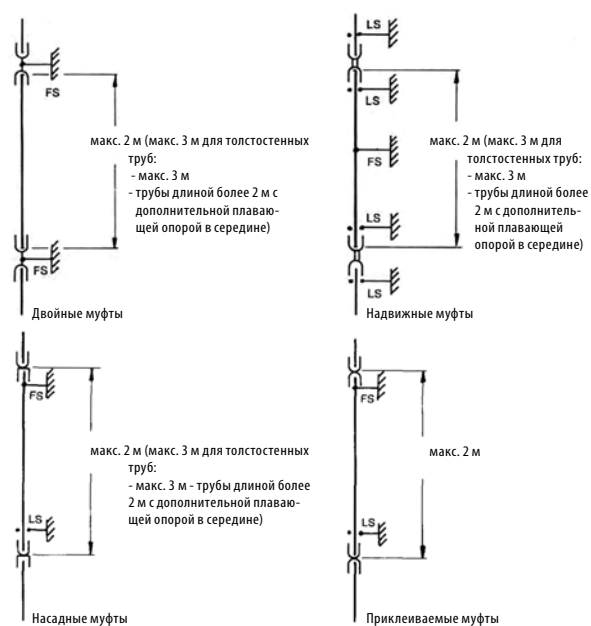 FS
макс. 2 м (макс. 3 м для толстостенных
труб:
- макс. 3 м
- трубы длиной более 2 м с
дополнительной плаваю-
щей опорой в середине)
FS
Двойные муфты
LS
LS
макс. 2 м (макс. 3 м для
толстостенных труб:
FS
- макс. 3 м
- трубы длиной более
2 м с дополнитель-
ной плавающей
опорой в середине)
LS
LS
Надвижные муфты
FS
макс. 2 м (макс. 3 м для толстостенных
труб:
- макс. 3 м - трубы длиной более
2 м с дополнительной плаваю-
щей опорой в середине)
LS
Насадные муфты
FS
макс. 2 м
LS
Приклеиваемые муфты